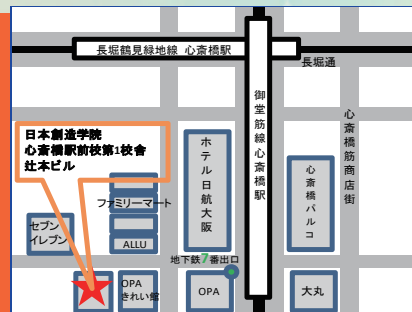 長堀鶴見緑地線 心斎橋駅
長堀通
御堂筋線心斎橋駅
心斎橋筋商店街
日本創造学院
心斎橋駅前校第1校舎
辻本ビル
ホテル日航大阪
心斎橋パルコ
ファミリーマート
セブン
イレブン
ALLU
地下鉄7番出口
OPA
きれい館
OPA
大丸